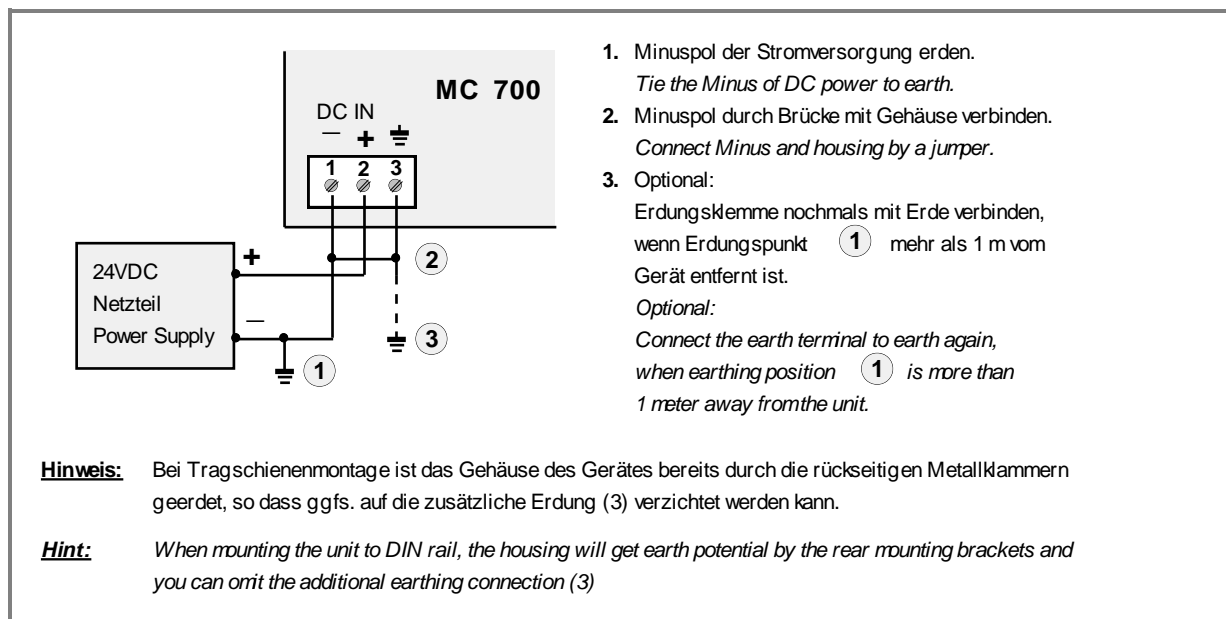 MC 700
DC IN
− + ⏚
1 2 3
24VDC
Netzteil
Power Supply
+
−
2
3
1
1. Minuspol der Stromversorgung erden.
Tie the Minus of DC power to earth.
2. Minuspol durch Brücke mit Gehäuse verbinden.
Connect Minus and housing by a jumper.
3. Optional:
Erdungsklemme nochmals mit Erde verbinden,
wenn Erdungspunkt 1 mehr als 1 m vom
Gerät entfernt ist.
Optional:
Connect the earth terminal to earth again,
when earthing position 1 is more than
1 meter away from the unit.
Hinweis: Bei Tragschienenmontage ist das Gehäuse des Gerätes bereits durch die rückseitigen Metallklammern
geerdet, so dass ggfs. auf die zusätzliche Erdung (3) verzichtet werden kann.
Hint: When mounting the unit to DIN rail, the housing will get earth potential by the rear mounting brackets and
you can omit the additional earthing connection (3)